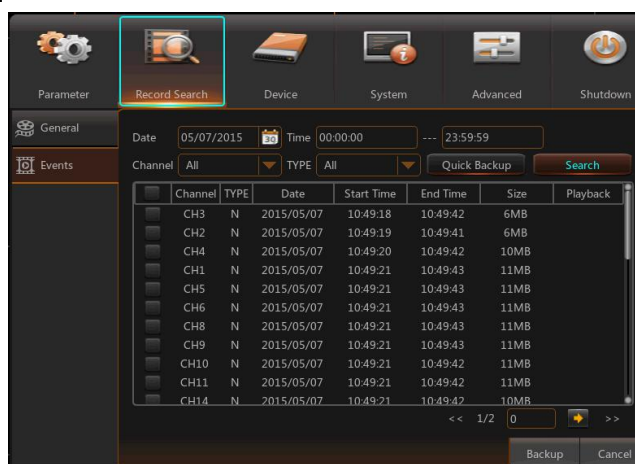 Parameter Record Search Device System Advanced Shutdown
General
Events
Date 05/07/2015 30 Time 00:00:00 --- 23:59:59
Channel All TYPE All Quick Backup Search
Channel TYPE Date Start Time End Time Size Playback
CH3 N 2015/05/07 10:49:18 10:49:42 6MB
CH2 N 2015/05/07 10:49:19 10:49:41 6MB
CH4 N 2015/05/07 10:49:20 10:49:42 10MB
CH1 N 2015/05/07 10:49:21 10:49:43 11MB
CH5 N 2015/05/07 10:49:21 10:49:43 11MB
CH6 N 2015/05/07 10:49:21 10:49:43 11MB
CH8 N 2015/05/07 10:49:21 10:49:43 11MB
CH9 N 2015/05/07 10:49:21 10:49:43 11MB
CH10 N 2015/05/07 10:49:21 10:49:42 11MB
CH11 N 2015/05/07 10:49:21 10:49:42 11MB
CH14 N 2015/05/07 10:49:21 10:49:42 10MB
<< 1/2 0 >>
Backup Cancel